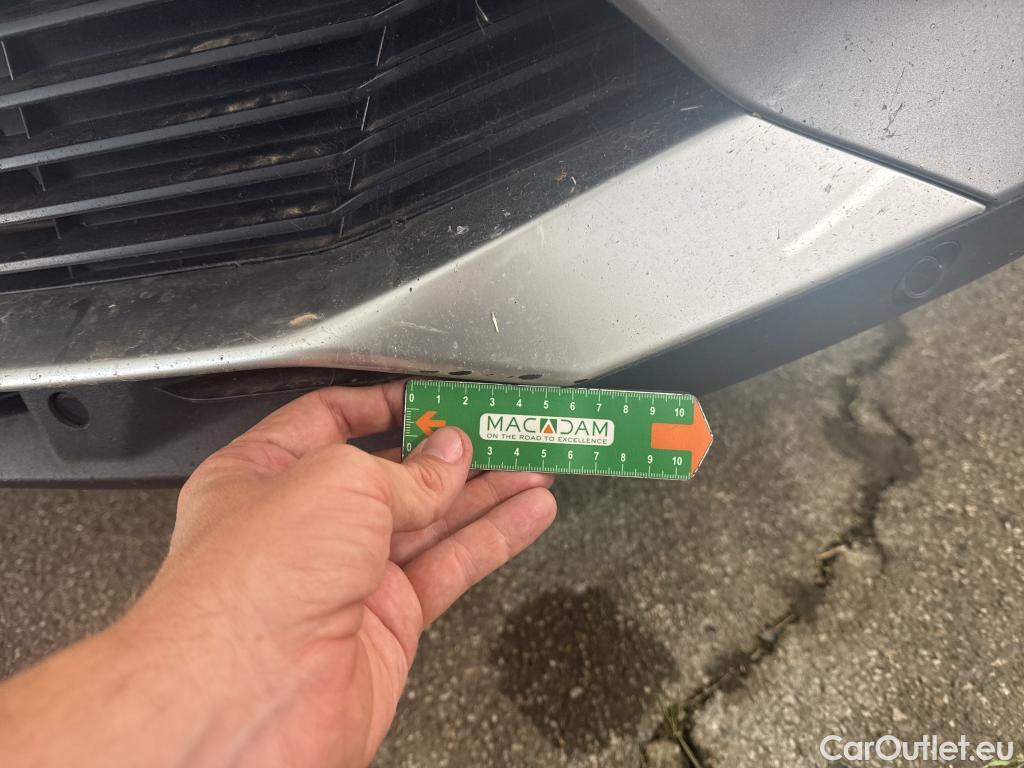 0 1 2 3 4 5 6 7 8 9 10
MACADAM
ON THE ROAD TO EXCELLENCE
0 3 4 5 6 7 8 9 10
CarOutlet.eu